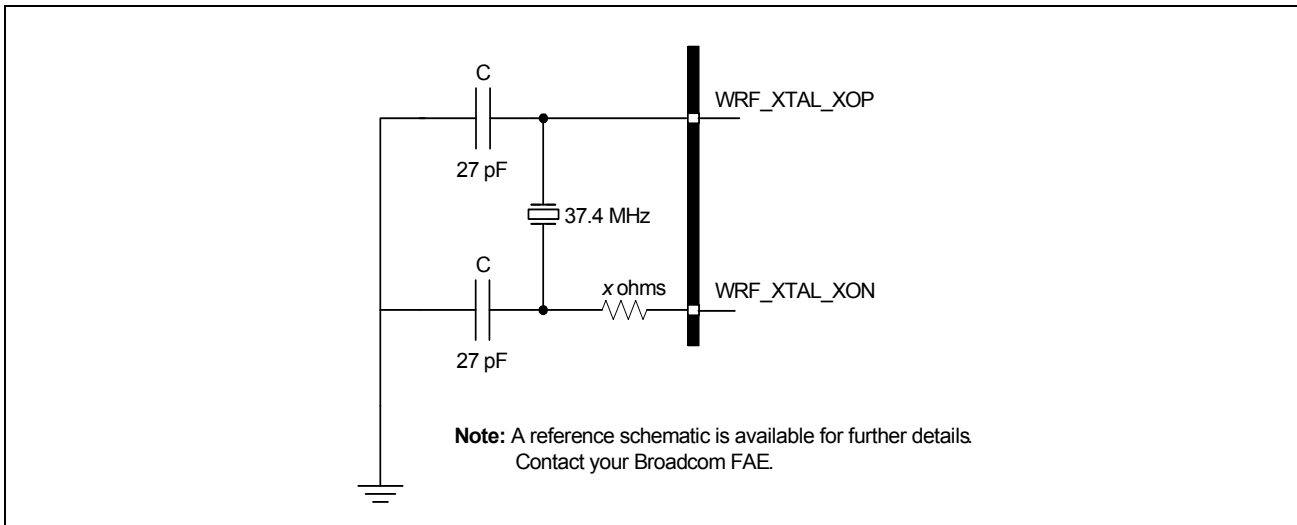 C
27 pF
WRF_XTAL_XOP
37.4 MHz
C
27 pF
x ohms
WRF_XTAL_XON
Note: A reference schematic is available for further details.
Contact your Broadcom FAE.